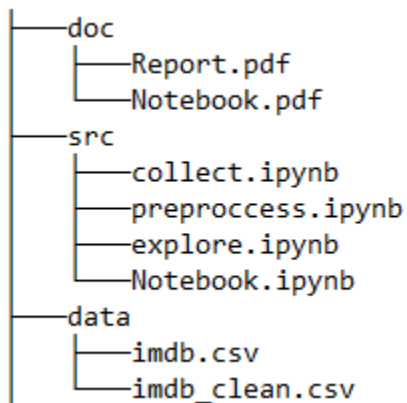 doc
Report.pdf
Notebook.pdf
src
collect.ipynb
preproccess.ipynb
explore.ipynb
Notebook.ipynb
data
imdb.csv
imdb_clean.csv